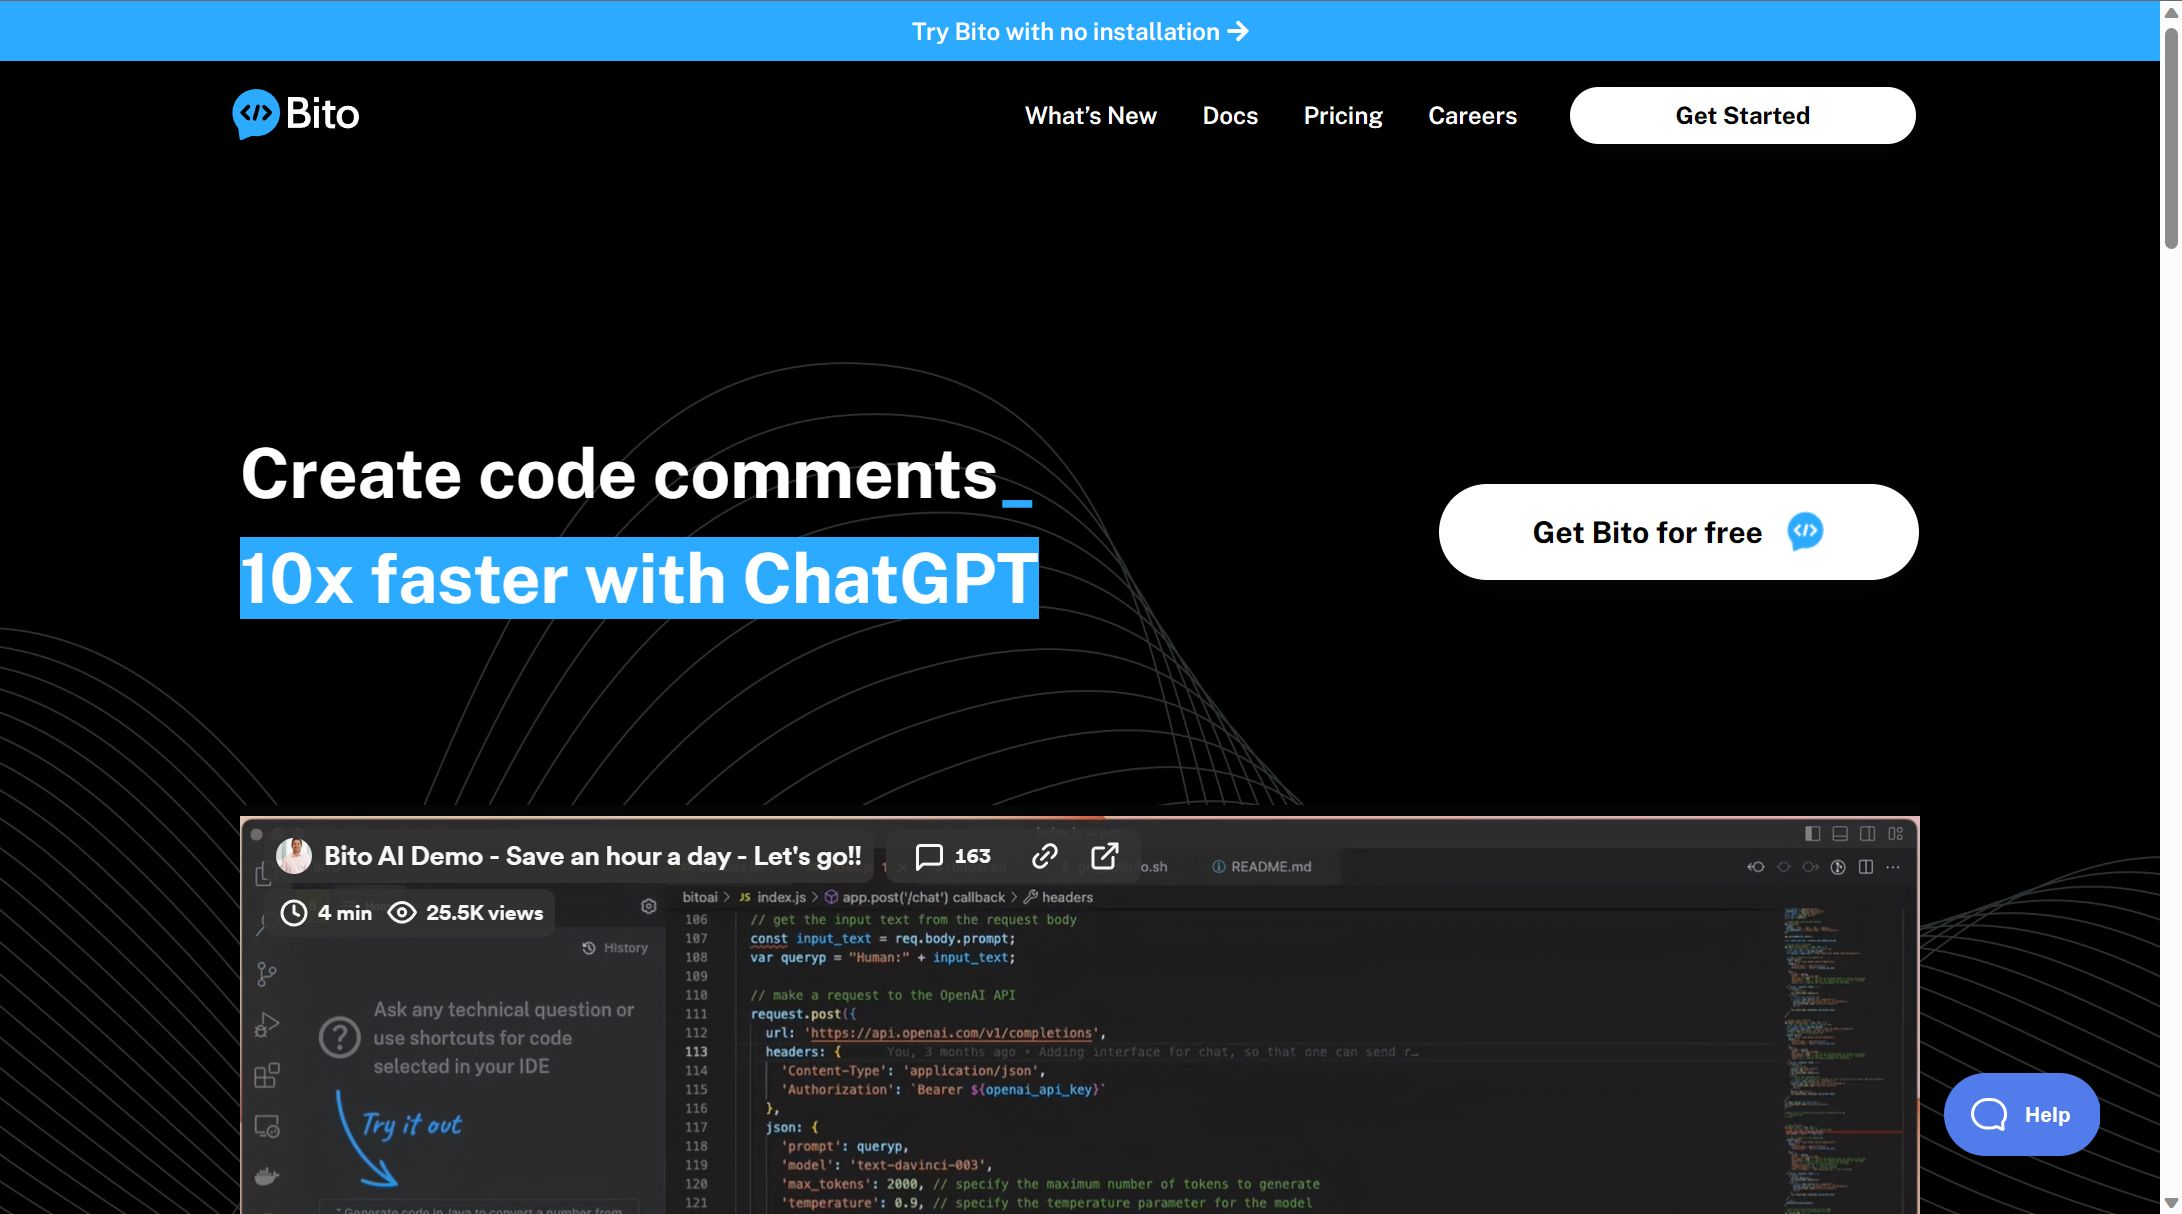 Try Bito with no installation →
Bito
What's New
Docs
Pricing
Careers
Get Started
Create code comments_
10x faster with ChatGPT
Get Bito for free
Bito AI Demo - Save an hour a day - Let's go!!
163
4 min
25.5K views
README.md
bitoai > JS index.js > app.post('/chat') callback > headers
History
Ask any technical question or
use shortcuts for code
selected in your IDE
Try it out
106 // get the input text from the request body
107 const input_text = req.body.prompt;
108 var queryp = "Human:" + input_text;
109
110 // make a request to the OpenAI API
111 request.post({
112 url: 'https://api.openai.com/v1/completions',
113 headers: { You, 3 months ago • Adding interface for chat, so that one can send r…
114 'Content-Type': 'application/json',
115 'Authorization': `Bearer ${openai_api_key}`
116 },
117 json: {
118 'prompt': queryp,
119 'model': 'text-davinci-003',
120 'max_tokens': 2000, // specify the maximum number of tokens to generate
121 'temperature': 0.9, // specify the temperature parameter for the model
Help